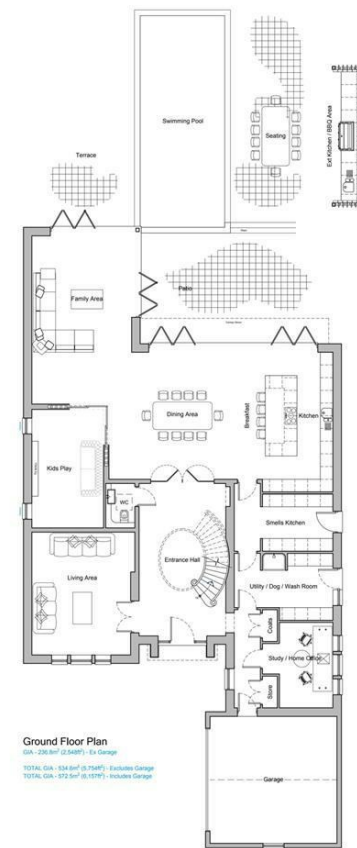 Swimming Pool
Seating
Ext Kitchen / BBQ Area
Terrace
Family Area
Patio
Dining Area
Breakfast
Kitchen
Kids Play
WC
Smells Kitchen
Entrance Hall
Living Area
Utility / Dog / Wash Room
Coats
Study / Home Office
Store
Garage
Ground Floor Plan
GIA - 236.8m² (2,548ft²) - Ex Garage
TOTAL GIA - 534.6m² (5,754ft²) - Excludes Garage
TOTAL GIA - 572.5m² (6,157ft²) - Includes Garage